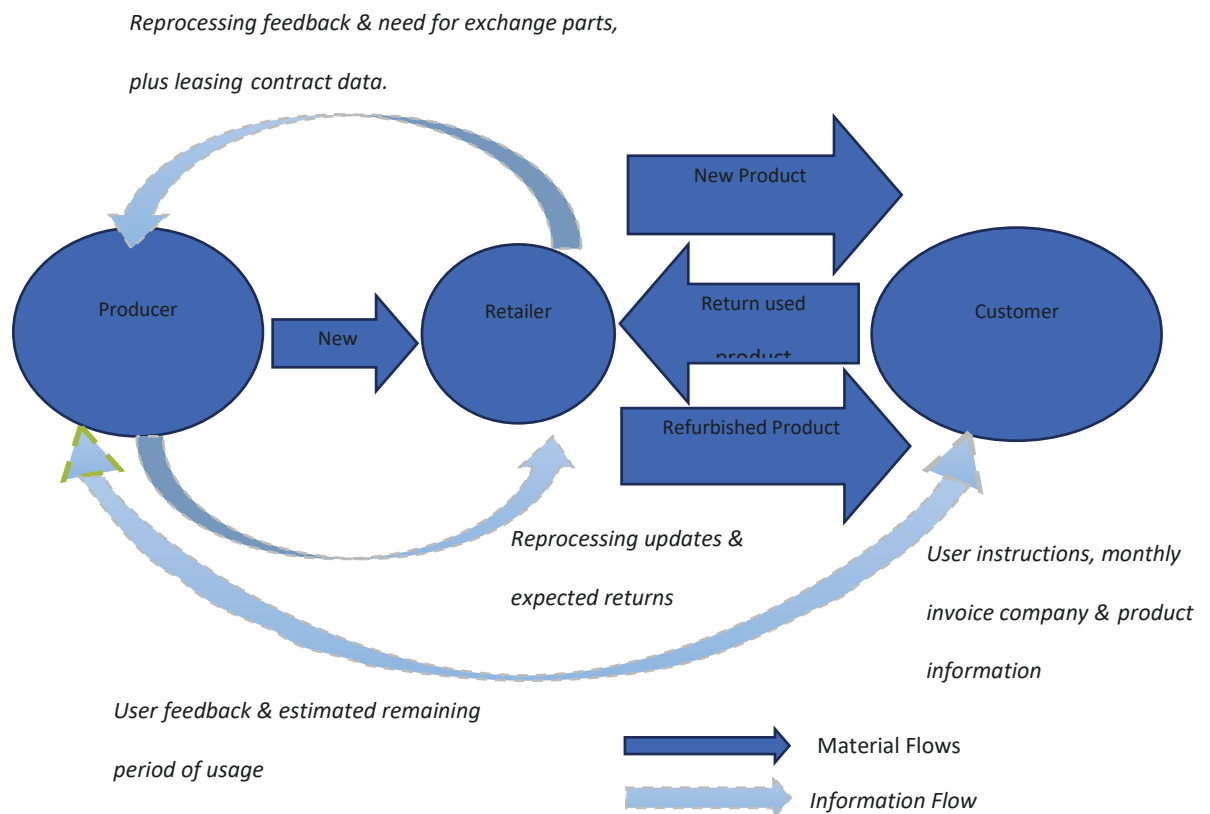 Reprocessing feedback & need for exchange parts,
plus leasing contract data.
New Product
Producer
Retailer
Return used
product
Customer
New
Refurbished Product
Reprocessing updates &
expected returns
User instructions, monthly
invoice company & product
information
User feedback & estimated remaining
period of usage
Material Flows
Information Flow